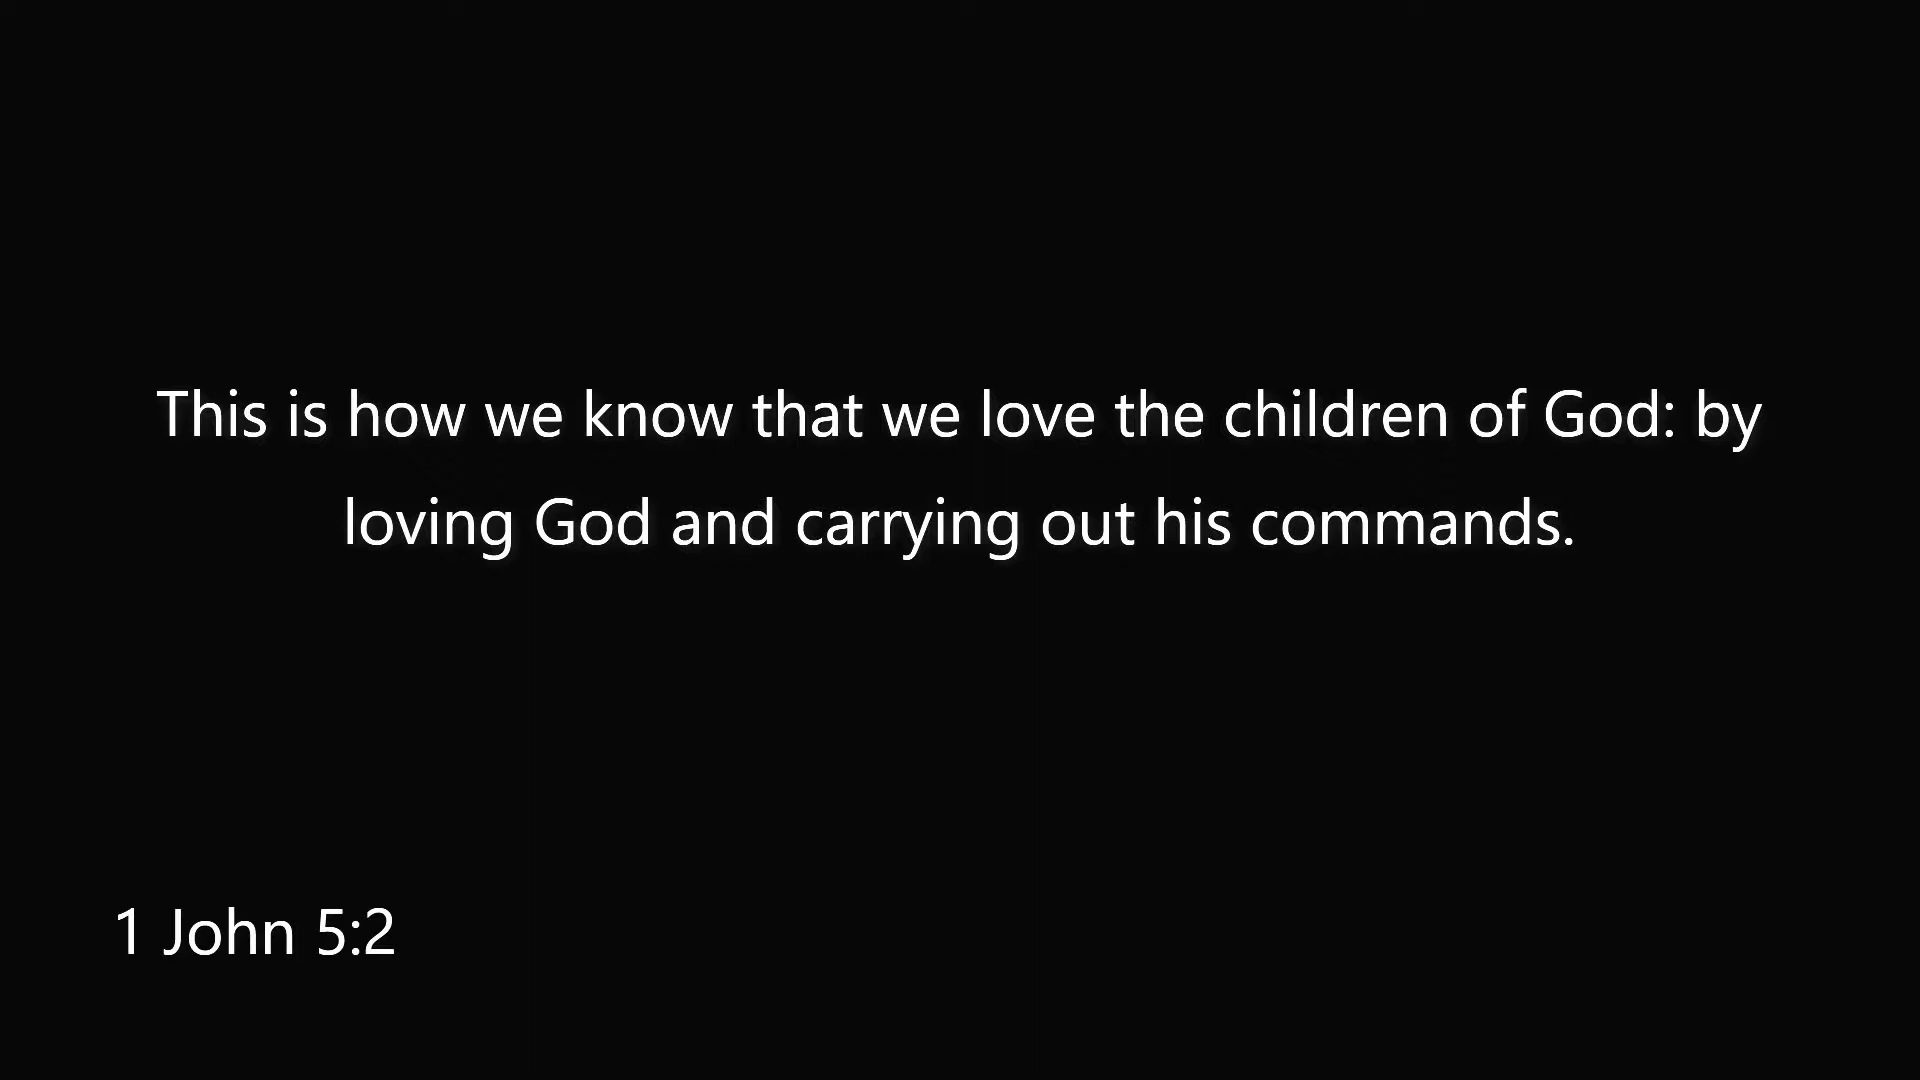 This is how we know that we love the children of God: by
loving God and carrying out his commands.
1 John 5:2